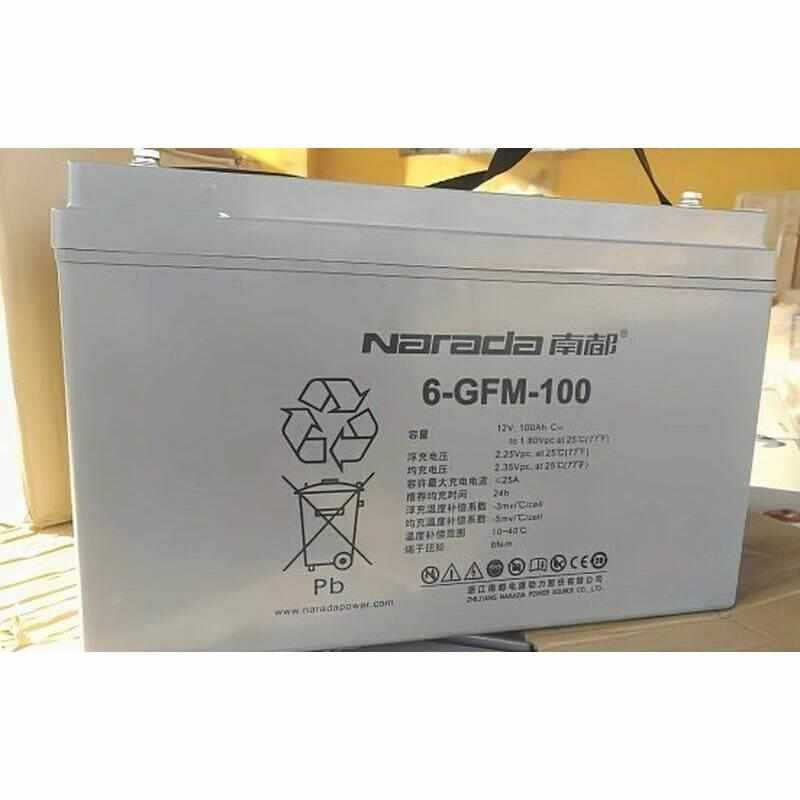 Narada 南都®
6-GFM-100
容量 12V, 100Ah C₁₀
to 1.80Vpc at 25℃(77℉)
浮充电压 2.25Vpc, at 25℃(77℉)
均充电压: 2.35Vpc, at 25℃(77℉)
容许最大充电电流 ≤25A
推荐均充时间: 24h
浮充温度补偿系数 -3mv/℃/cell
均充温度补偿系数 -5mv/℃/cell
温度补偿范围 10~40℃
端子扭矩 6N.m
Pb
www.naradapower.com
CE
浙江南都电源动力股份有限公司
ZHEJIANG NARADA POWER SOURCE CO., LTD.